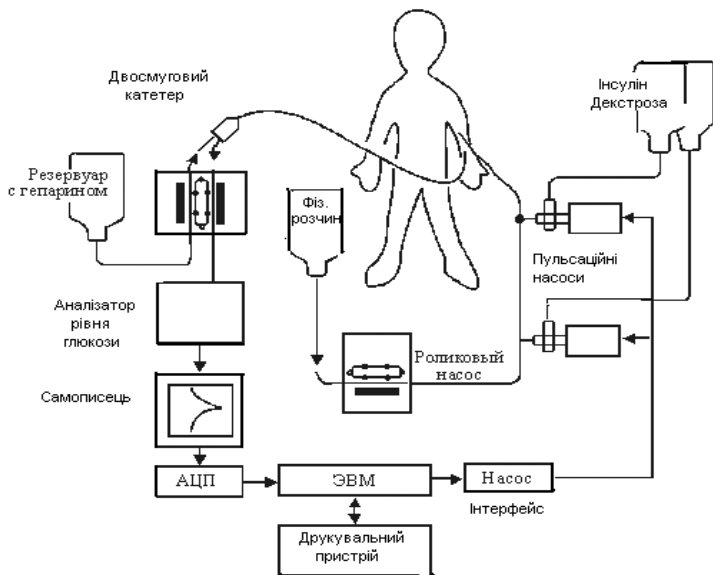 Двосмуговий
катетер
Інсулін
Декстроза
Резервуар
с гепарином
Фіз.
розчин
Пульсаційні
насоси
Аналізатор
рівня
глюкози
Роликовый
насос
Самописець
АЦП
ЭВМ
Насос
Інтерфейс
Друкувальний
пристрій